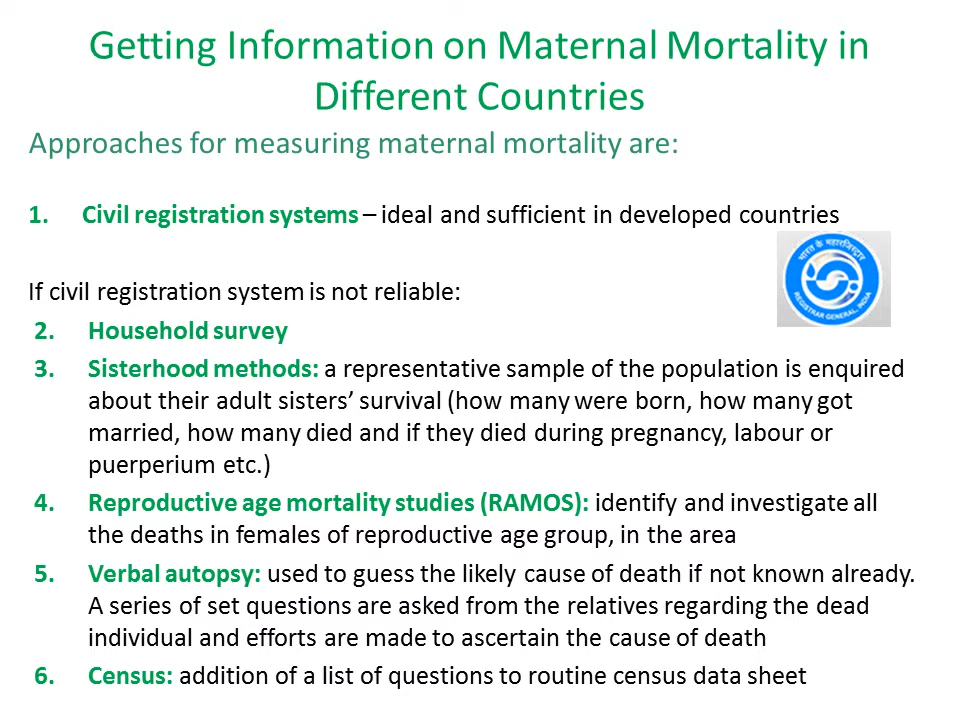 Getting Information on Maternal Mortality in
Different Countries
Approaches for measuring maternal mortality are:
1. Civil registration systems – ideal and sufficient in developed countries
भारत के महारजिस्ट्रार
REGISTRAR GENERAL, INDIA
If civil registration system is not reliable:
2. Household survey
3. Sisterhood methods: a representative sample of the population is enquired
about their adult sisters’ survival (how many were born, how many got
married, how many died and if they died during pregnancy, labour or
puerperium etc.)
4. Reproductive age mortality studies (RAMOS): identify and investigate all
the deaths in females of reproductive age group, in the area
5. Verbal autopsy: used to guess the likely cause of death if not known already.
A series of set questions are asked from the relatives regarding the dead
individual and efforts are made to ascertain the cause of death
6. Census: addition of a list of questions to routine census data sheet